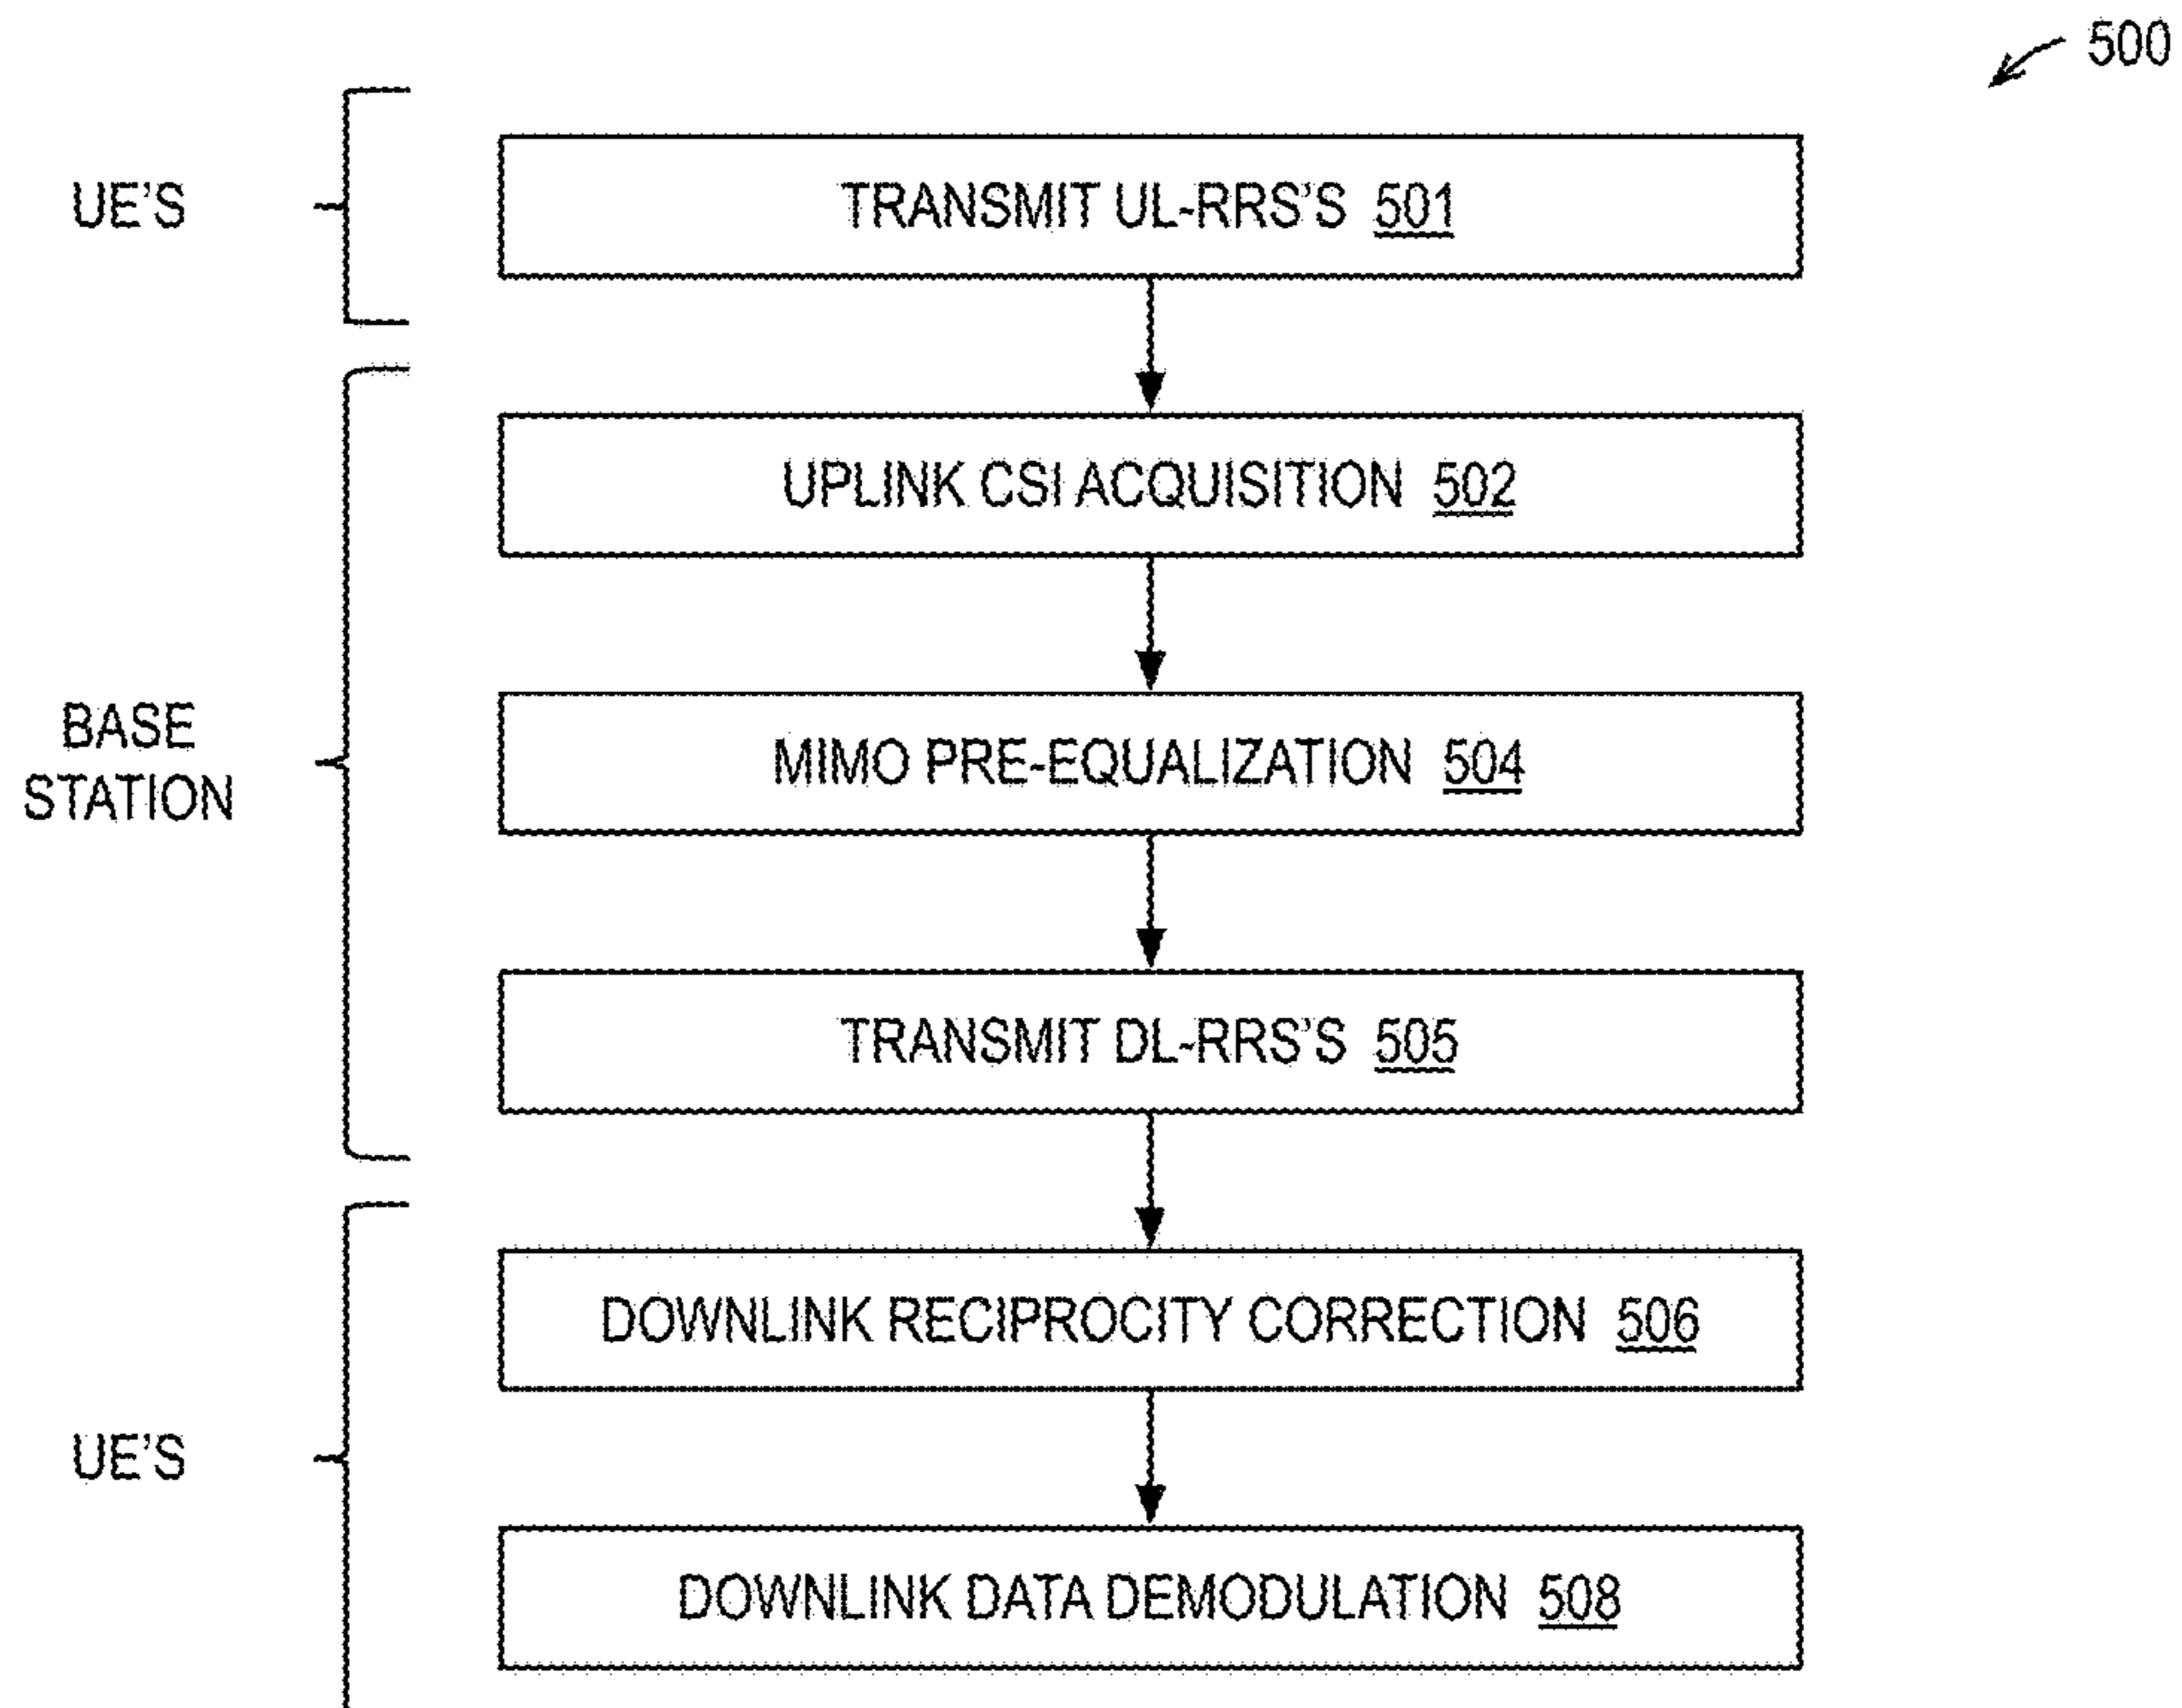 500
UE'S
TRANSMIT UL-RRS'S 501
UPLINK CSI ACQUISITION 502
BASE
STATION
MIMO PRE-EQUALIZATION 504
TRANSMIT DL-RRS'S 505
DOWNLINK RECIPROCITY CORRECTION 506
UE'S
DOWNLINK DATA DEMODULATION 508